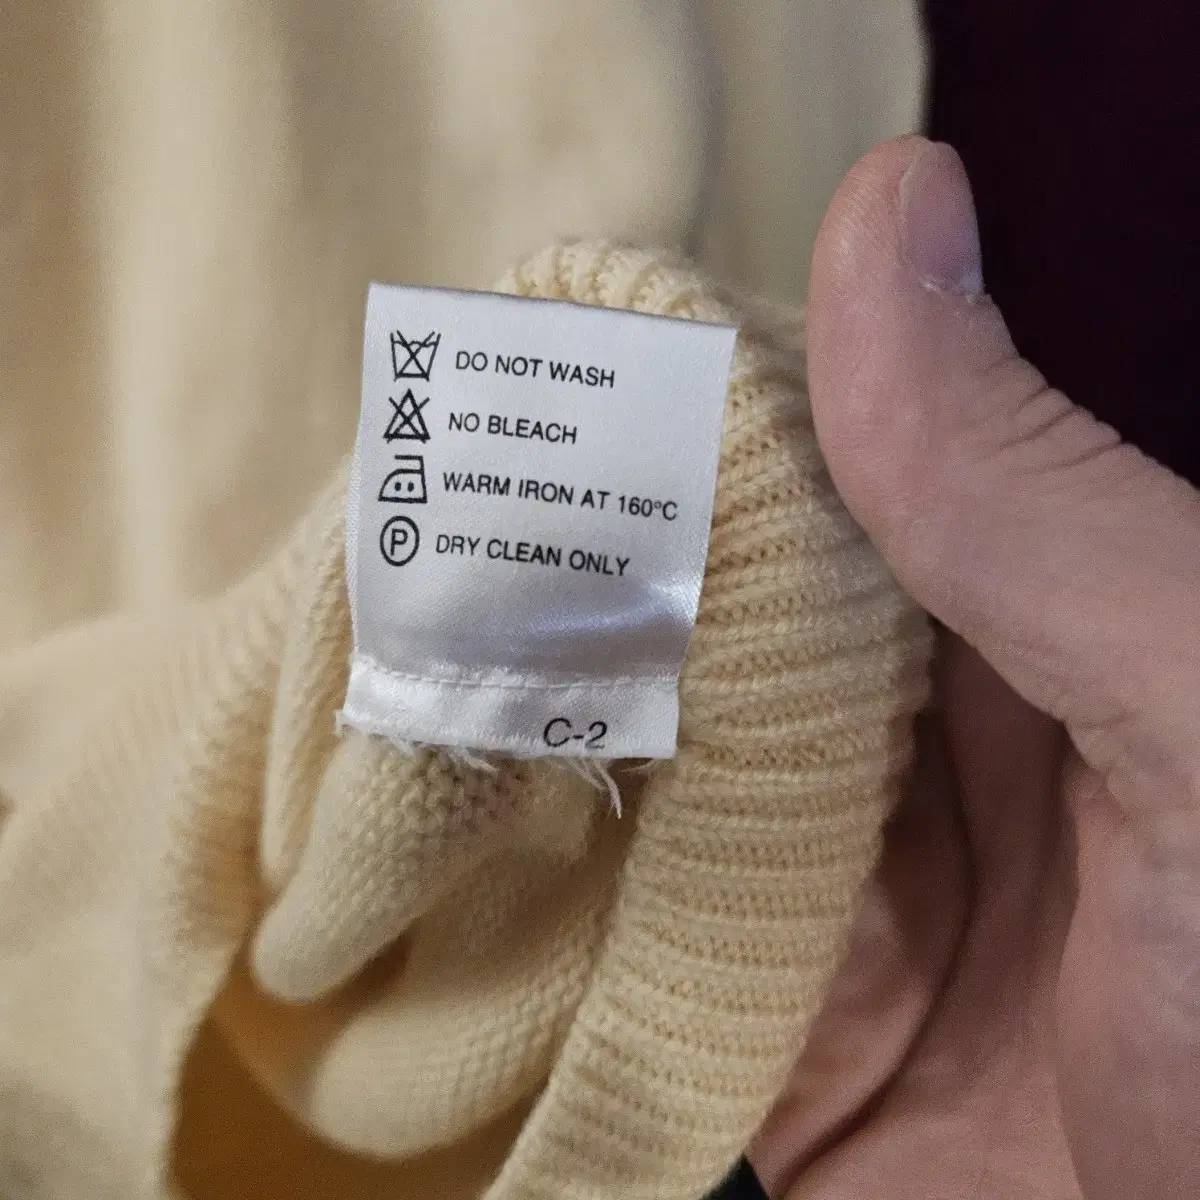 DO NOT WASH
NO BLEACH
WARM IRON AT 160°C
P DRY CLEAN ONLY
C-2